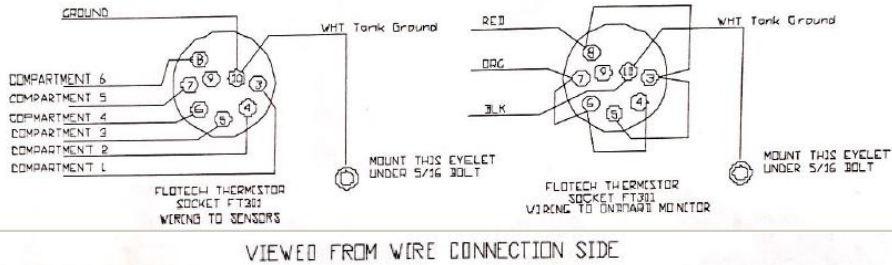 GROUND
WHT Tank Ground
8
9
10
7
3
6
5
4
COMPARTMENT 6
COMPARTMENT 5
COPMARTMENT 4
COMPARTMENT 3
COMPARTMENT 2
COMPARTMENT 1
MOUNT THIS EYELET
UNDER 5/16 BOLT
FLOTECH THERMISTOR
SOCKET FT301
WIRING TO SENSORS
RED
WHT Tank Ground
ORG
BLK
8
9
10
7
3
6
5
4
MOUNT THIS EYELET
UNDER 5/16 BOLT
FLOTECH THERMISTOR
SOCKET FT301
WIRING TO ONBOARD MONITOR
VIEWED FROM WIRE CONNECTION SIDE